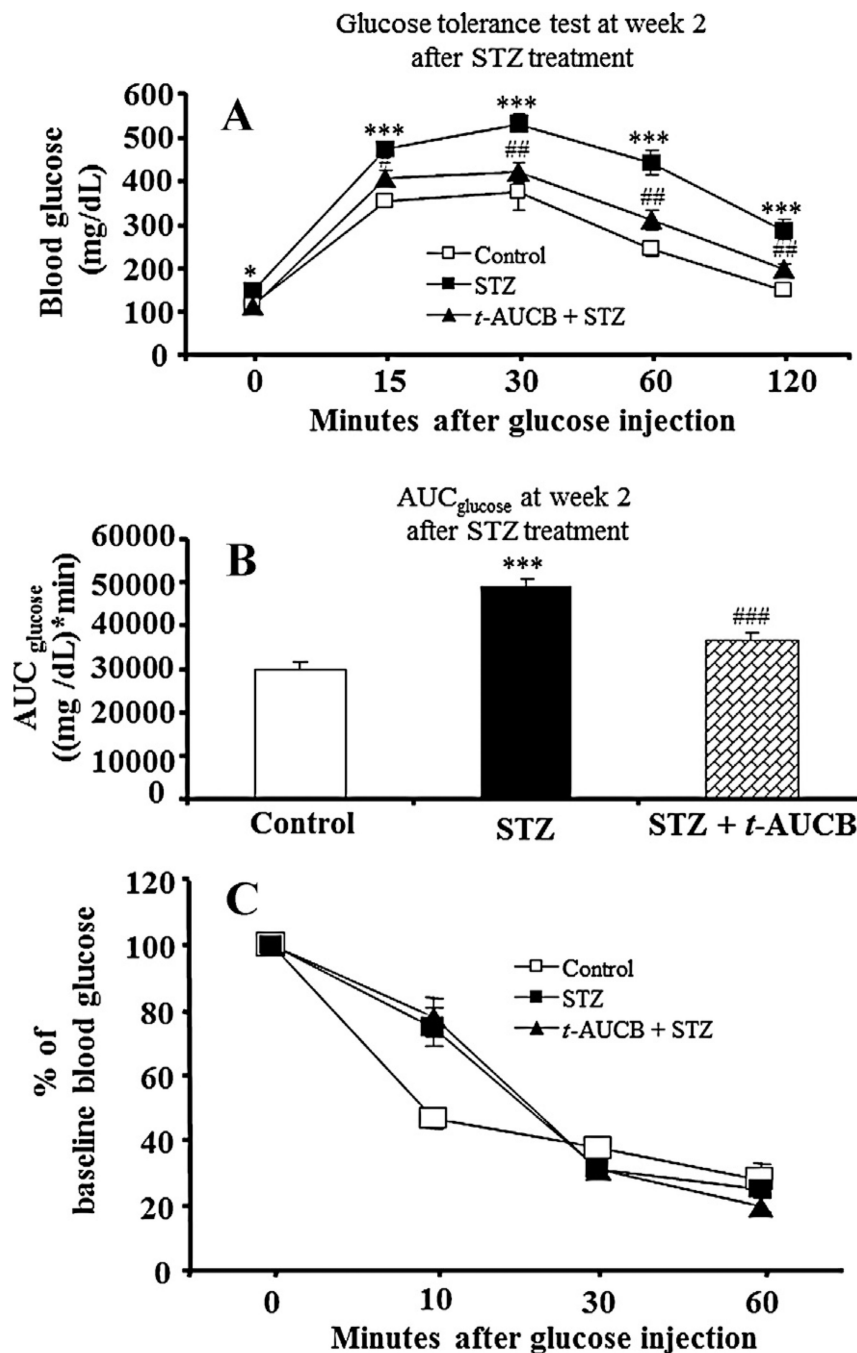 Glucose tolerance test at week 2
after STZ treatment
A
Blood glucose
(mg/dL)
600
500
400
300
200
100
0
***
***
***
***
*
#
##
##
##
Control
STZ
t-AUCB + STZ
0 15 30 60 120
Minutes after glucose injection
AUCglucose at week 2
after STZ treatment
B
AUC glucose
((mg /dL)*min)
60000
50000
40000
30000
20000
10000
0
***
###
Control STZ STZ + t-AUCB
C
% of
baseline blood glucose
120
100
80
60
40
20
0
Control
STZ
t-AUCB + STZ
0 10 30 60
Minutes after glucose injection